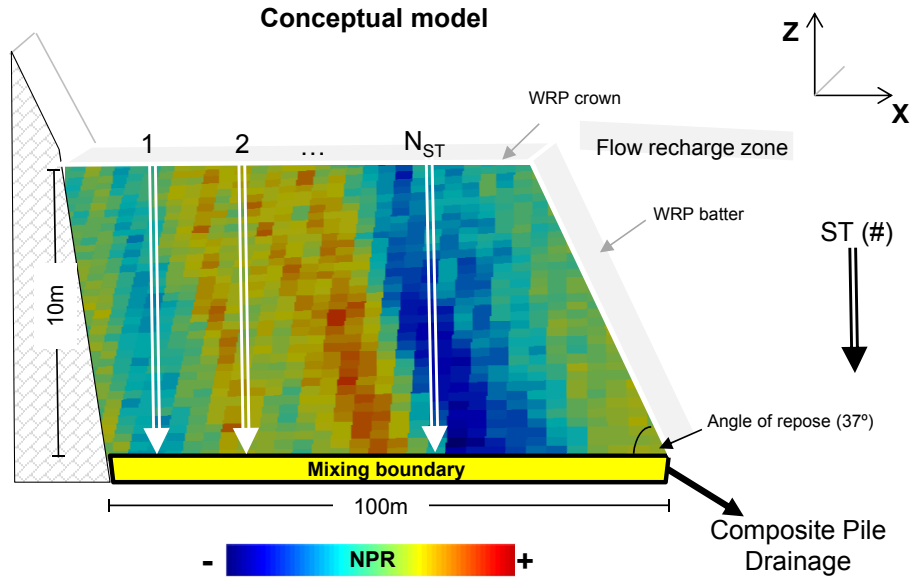 Conceptual model
Z
X
WRP crown
1 2 ... N_ST
Flow recharge zone
WRP batter
ST (#)
10m
Angle of repose (37º)
Mixing boundary
100m
Composite Pile
Drainage
- NPR +